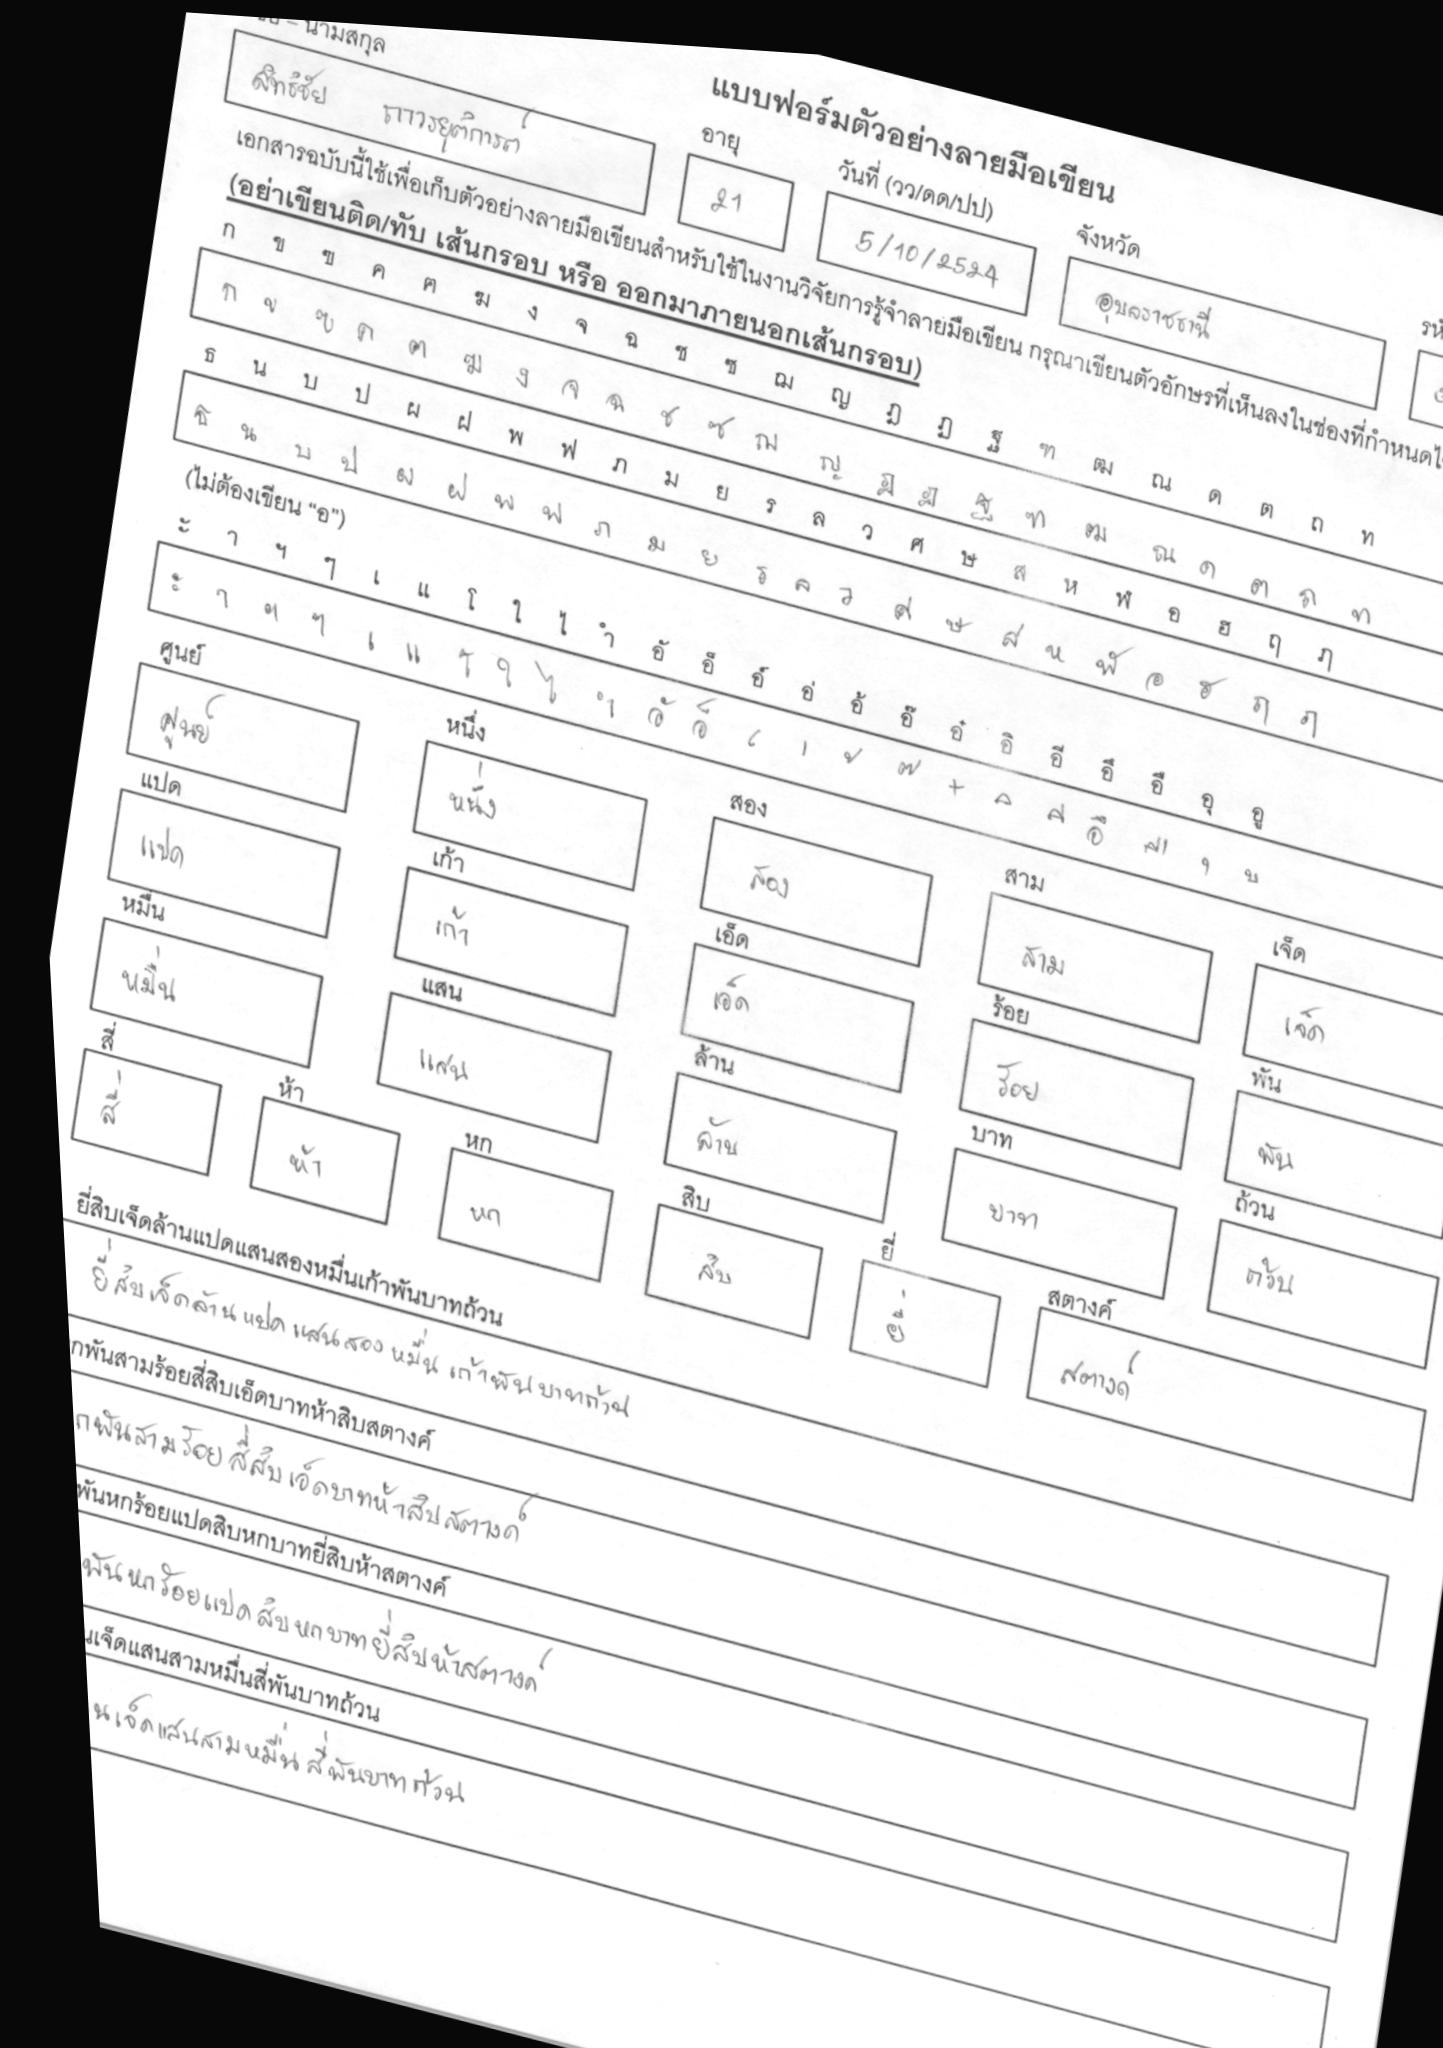 แบบฟอร์มตัวอย่างลายมือเขียน
นามสกุล
อายุ
วันที่ (วว/ดด/ปป)
จังหวัด
สิทธิชัย ถาวรยุติการต์
21
5/10/2524
อุบลราชธานี
เอกสารฉบับนี้ใช้เพื่อเก็บตัวอย่างลายมือเขียนสำหรับใช้ในงานวิจัยการรู้จำลายมือเขียน กรุณาเขียนตัวอักษรที่เห็นลงในช่องที่กำหนด
(อย่าเขียนติด/ทับ เส้นกรอบ หรือ ออกมาภายนอกเส้นกรอบ)
ก ข ฃ ค ฅ ฆ ง จ ฉ ช ซ ฌ ญ ฎ ฏ ฐ ฑ ฒ ณ ด ต ถ ท
ก ข ฃ ค ฅ ฆ ง จ ฉ ช ซ ฌ ญ ฎ ฏ ฐ ฑ ฒ ณ ด ต ถ ท
ธ น บ ป ผ ฝ พ ฟ ภ ม ย ร ล ว ศ ษ ส ห ฬ อ ฮ ฤ ฦ
ธ น บ ป ผ ฝ พ ฟ ภ ม ย ร ล ว ศ ษ ส ห ฬ อ ฮ ฤ ฦ
(ไม่ต้องเขียน “อ”)
ะ า ฯ ๆ เ แ โ ใ ไ ำ อั อ็ อ์ อ่ อ้ อ๊ อ๋ อิ อี อึ อื อุ อู
ะ า ฯ ๆ เ แ โ ใ ไ ำ อั อ็ ์ ่ ้ ๊ ๋ ิ ี อึ ื ุ ู
ศูนย์ หนึ่ง สอง สาม เจ็ด
ศูนย์ หนึ่ง สอง สาม เจ็ด
แปด เก้า เอ็ด ร้อย พัน
แปด เก้า เอ็ด ร้อย พัน
หมื่น แสน ล้าน บาท ถ้วน
หมื่น แสน ล้าน บาท ถ้วน
สี่ ห้า หก สิบ ยี่ สตางค์
สี่ ห้า หก สิบ ยี่ สตางค์
ยี่สิบเจ็ดล้านแปดแสนสองหมื่นเก้าพันบาทถ้วน
ยี่สิบเจ็ดล้านแปดแสนสองหมื่นเก้าพันบาทถ้วน
กพันสามร้อยสี่สิบเอ็ดบาทห้าสิบสตางค์
กพันสามร้อยสี่สิบเอ็ดบาทห้าสิบสตางค์
พันหกร้อยแปดสิบหกบาทยี่สิบห้าสตางค์
พันหกร้อยแปดสิบหกบาทยี่สิบห้าสตางค์
นเจ็ดแสนสามหมื่นสี่พันบาทถ้วน
นเจ็ดแสนสามหมื่นสี่พันบาทถ้วน